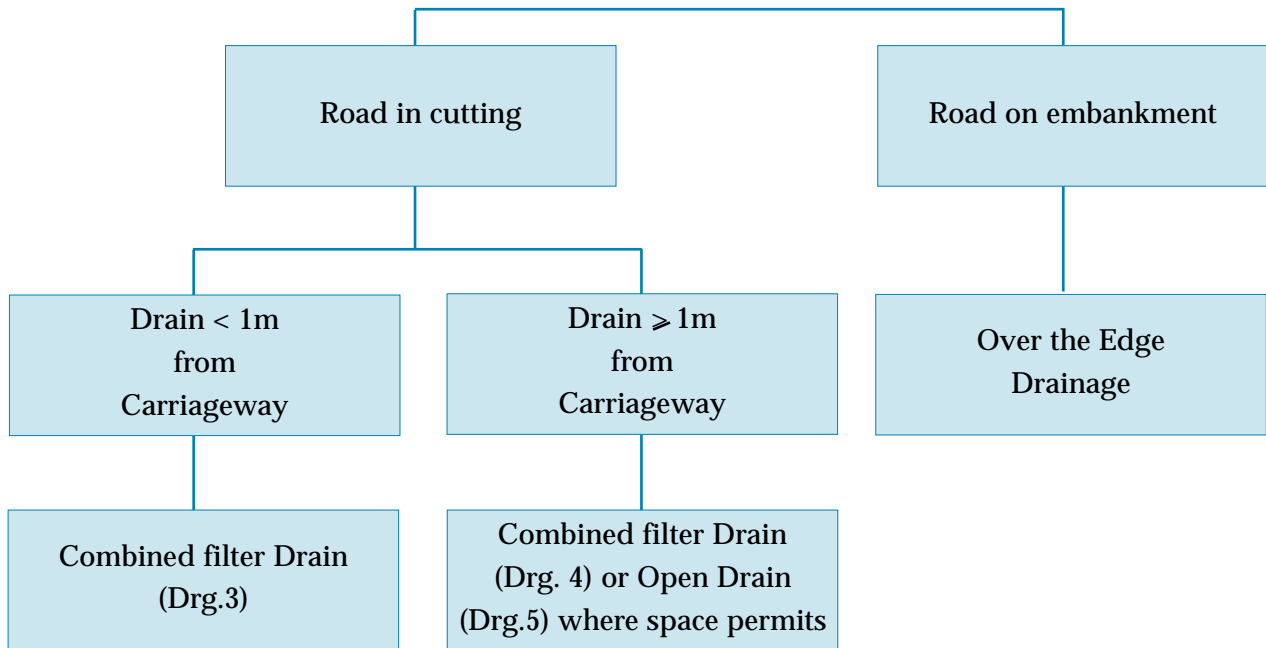 Road in cutting
Road on embankment
Drain < 1m
from
Carriageway
Drain ⩾ 1m
from
Carriageway
Over the Edge
Drainage
Combined filter Drain
(Drg.3)
Combined filter Drain
(Drg. 4) or Open Drain
(Drg.5) where space permits